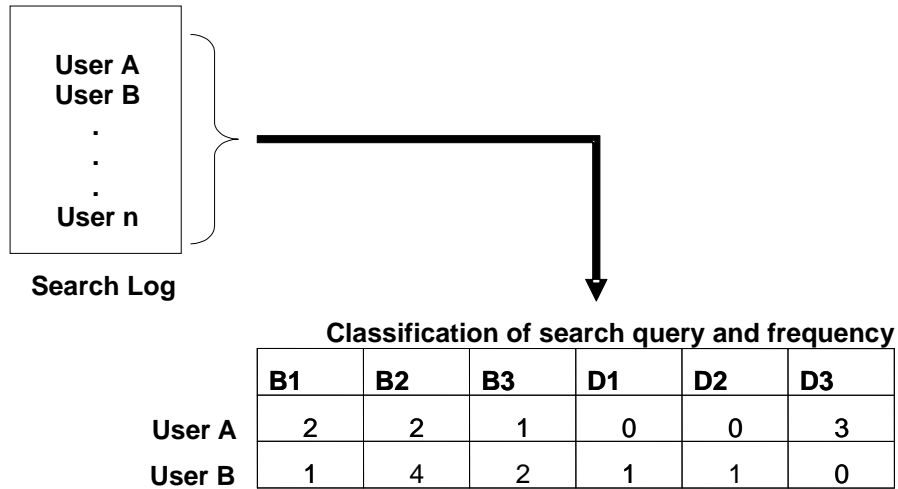 User A
User B
.
.
.
User n
Search Log
Classification of search query and frequency
B1 B2 B3 D1 D2 D3
User A 2 2 1 0 0 3
User B 1 4 2 1 1 0